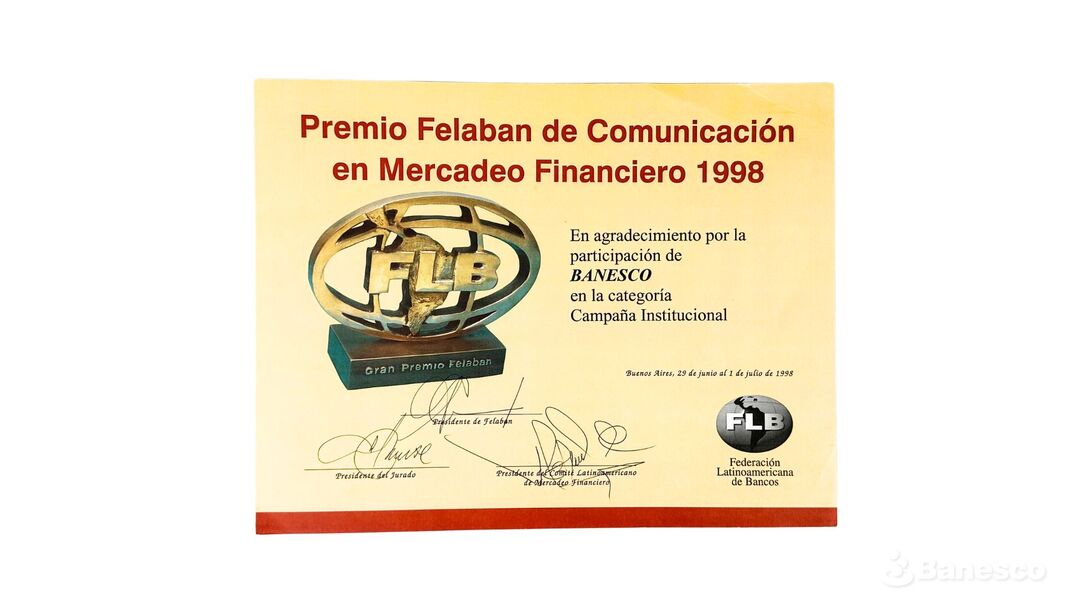 Premio Felaban de Comunicación
en Mercadeo Financiero 1998
FLB
Gran Premio Felaban
En agradecimiento por la
participación de
BANESCO
en la categoría
Campaña Institucional
Buenos Aires, 29 de junio al 1 de julio de 1998
Presidente de Felaban
Presidente del Jurado
Presidente del Comité Latinoamericano
de Mercadeo Financiero
FLB
Federación
Latinoamericana
de Bancos
Banesco